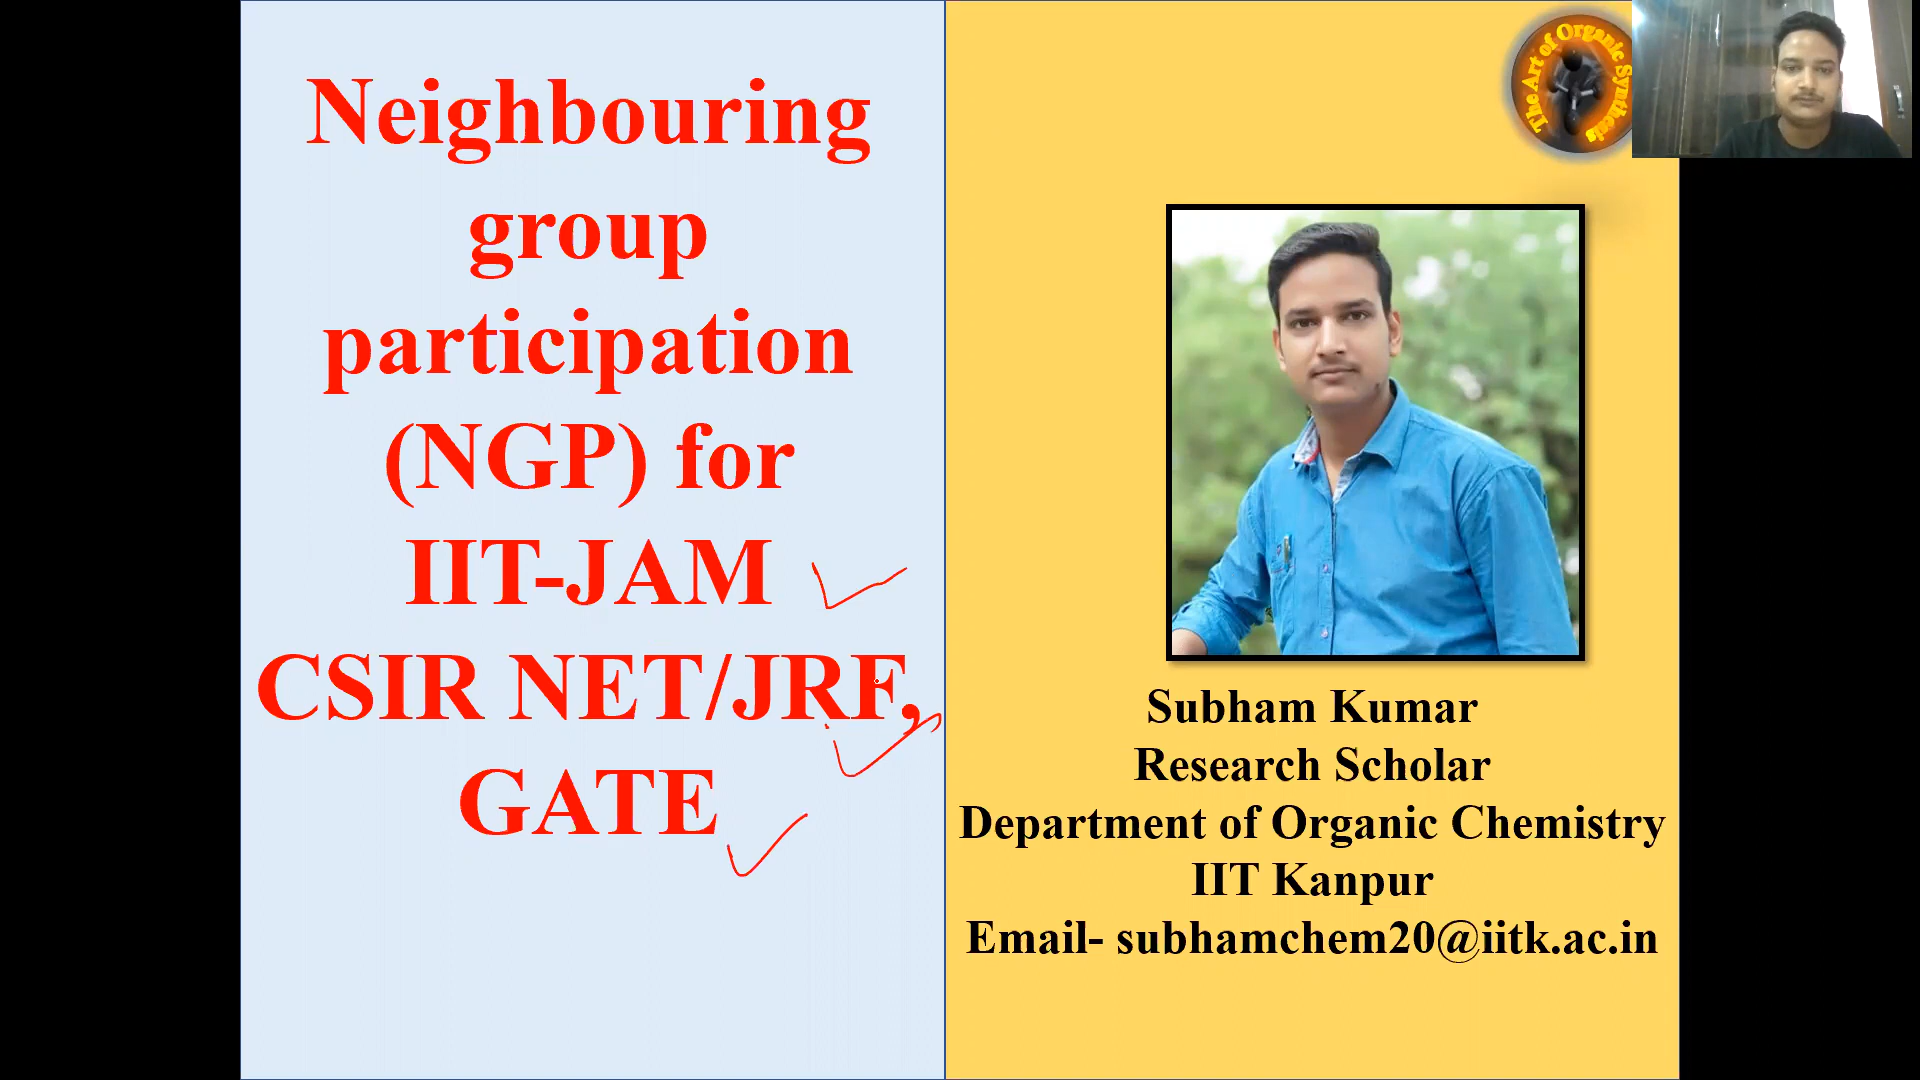 Neighbouring
group
participation
(NGP) for
IIT-JAM
CSIR NET/JRF,
GATE
The Art of Organic Synthesis
Subham Kumar
Research Scholar
Department of Organic Chemistry
IIT Kanpur
Email- subhamchem20@iitk.ac.in